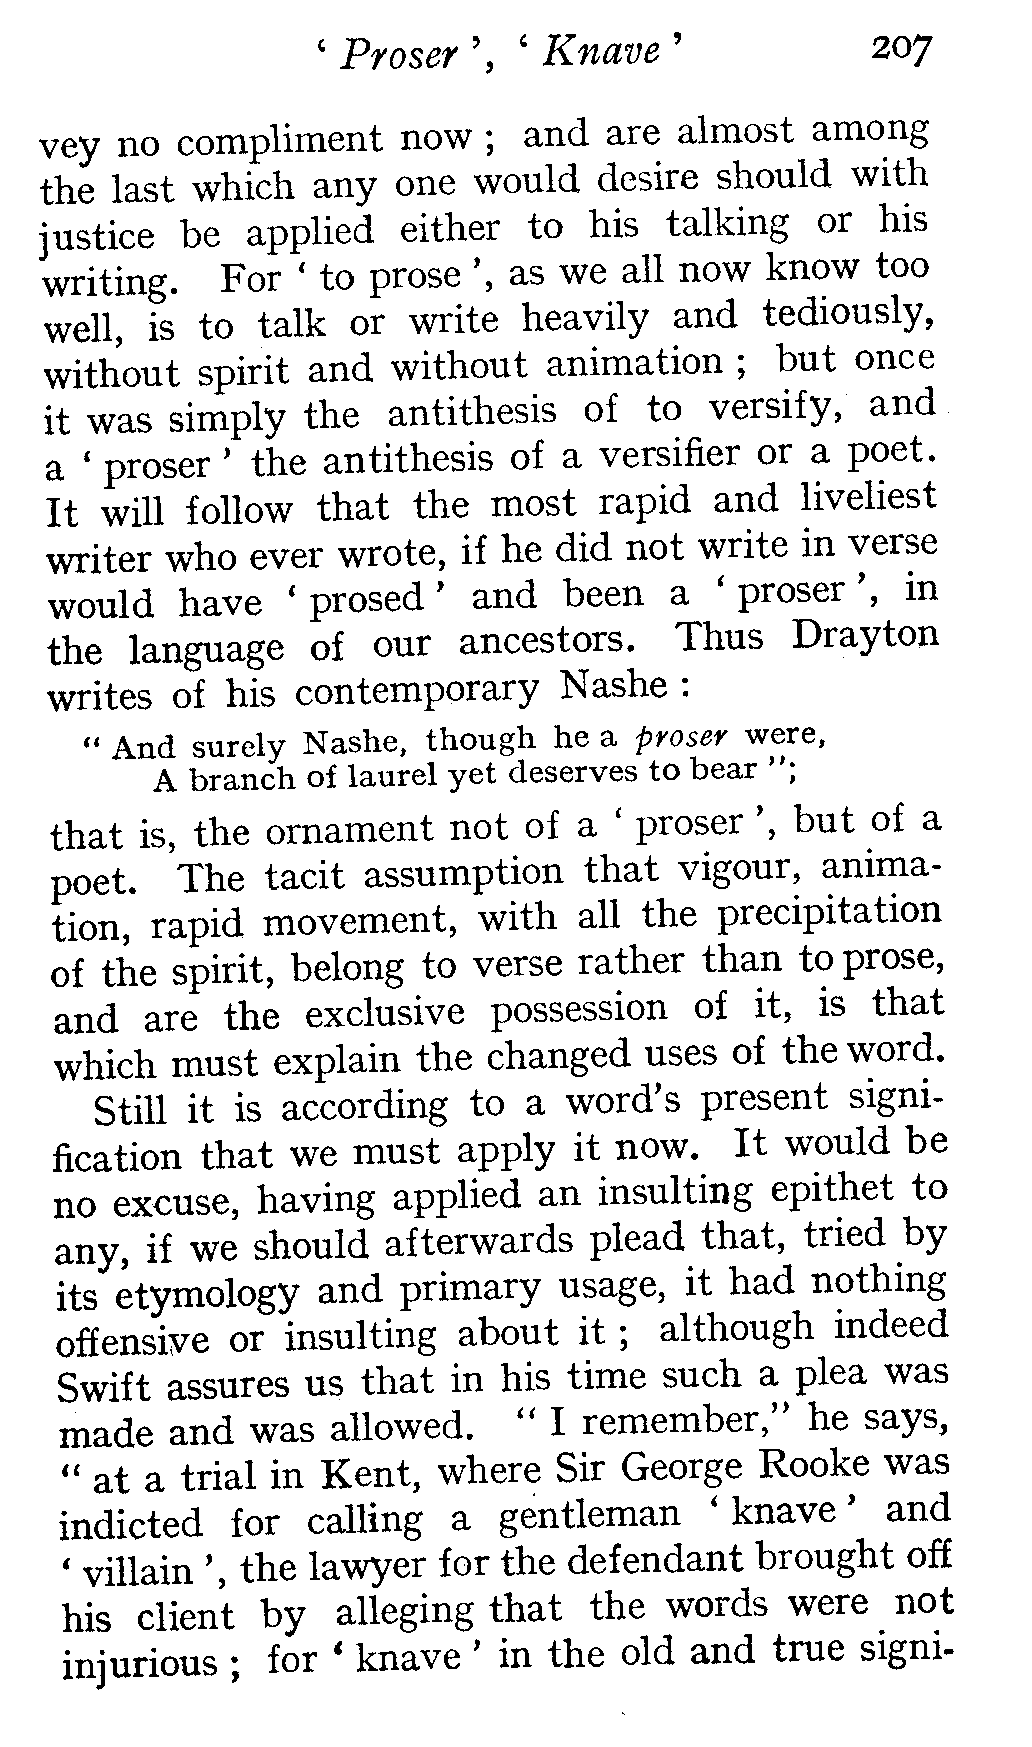 ‘ Proser ’, ‘ Knave ’ 207
vey no compliment now ; and are almost among
the last which any one would desire should with
justice be applied either to his talking or his
writing. For ‘ to prose ’, as we all now know too
well, is to talk or write heavily and tediously,
without spirit and without animation ; but once
it was simply the antithesis of to versify, and
a ‘ proser ’ the antithesis of a versifier or a poet.
It will follow that the most rapid and liveliest
writer who ever wrote, if he did not write in verse
would have ‘ prosed ’ and been a ‘ proser ’, in
the language of our ancestors. Thus Drayton
writes of his contemporary Nashe :
“ And surely Nashe, though he a proser were,
A branch of laurel yet deserves to bear ”;
that is, the ornament not of a ‘ proser ’, but of a
poet. The tacit assumption that vigour, anima-
tion, rapid movement, with all the precipitation
of the spirit, belong to verse rather than to prose,
and are the exclusive possession of it, is that
which must explain the changed uses of the word.
Still it is according to a word’s present signi-
fication that we must apply it now. It would be
no excuse, having applied an insulting epithet to
any, if we should afterwards plead that, tried by
its etymology and primary usage, it had nothing
offensive or insulting about it ; although indeed
Swift assures us that in his time such a plea was
made and was allowed. “ I remember,” he says,
“ at a trial in Kent, where Sir George Rooke was
indicted for calling a gentleman ‘ knave ’ and
‘ villain ’, the lawyer for the defendant brought off
his client by alleging that the words were not
injurious ; for ‘ knave ’ in the old and true signi-